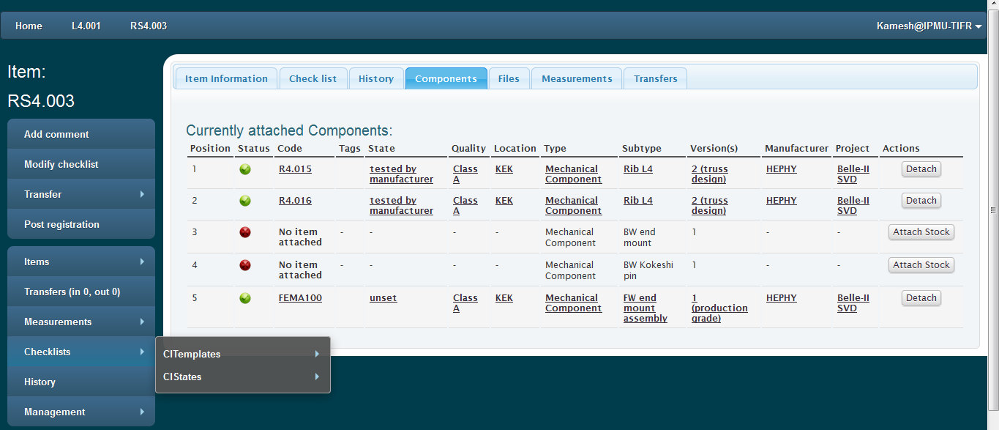 Home L4.001 RS4.003 Kamesh@IPMU-TIFR
Item:
RS4.003
Add comment
Modify checklist
Transfer
Post registration
Items
Transfers (in 0, out 0)
Measurements
Checklists
History
Management
ClTemplates
ClStates
Item Information Check list History Components Files Measurements Transfers
Currently attached Components:
Position Status Code Tags State Quality Location Type Subtype Version(s) Manufacturer Project Actions
1 R4.015 tested by Class KEK Mechanical Rib L4 2 (truss HEPHY Belle-II Detach
manufacturer A Component design) SVD
2 R4.016 tested by Class KEK Mechanical Rib L4 2 (truss HEPHY Belle-II Detach
manufacturer A Component design) SVD
3 No item - - - - Mechanical BW end 1 - - Attach Stock
attached Component mount
4 No item - - - - Mechanical BW Kokeshi 1 - - Attach Stock
attached Component pin
5 FEMA100 unset Class KEK Mechanical FW end 1 HEPHY Belle-II Detach
A Component mount (production SVD
assembly grade)